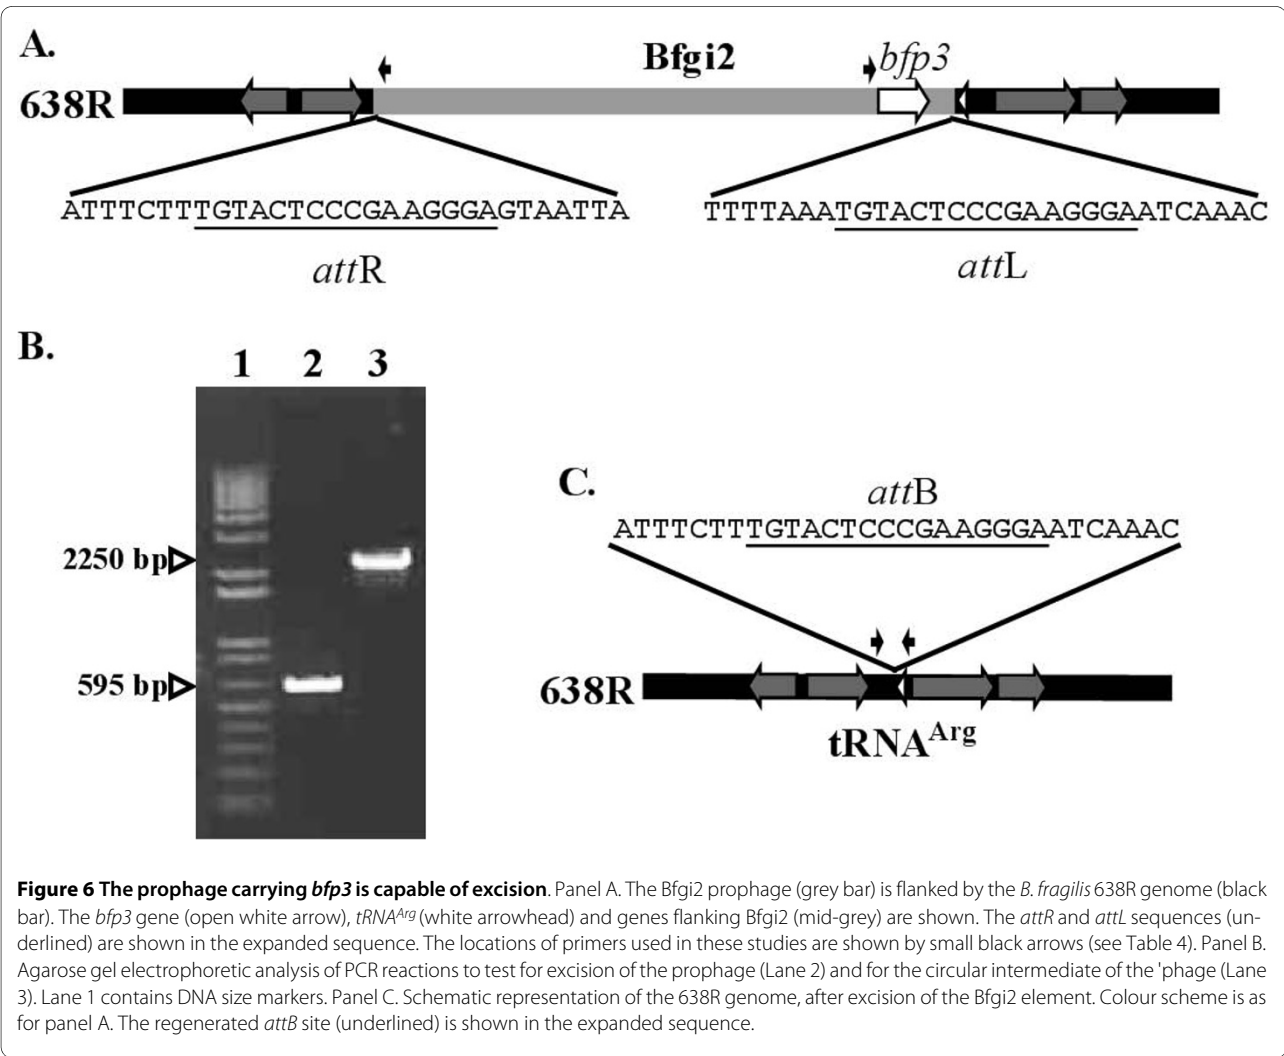 A.
Bfgi2
bfp3
638R
ATTTCTTTGTACTCCCGAAGGGAGTAATTA
TTTTAAATGTACTCCCGAAGGGAATCAAAC
attR
attL
B.
1 2 3
2250 bp
595 bp
C.
attB
ATTTCTTTGTACTCCCGAAGGGAATCAAAC
638R
tRNAArg
Figure 6 The prophage carrying bfp3 is capable of excision. Panel A. The Bfgi2 prophage (grey bar) is flanked by the B. fragilis 638R genome (black
bar). The bfp3 gene (open white arrow), tRNAArg (white arrowhead) and genes flanking Bfgi2 (mid-grey) are shown. The attR and attL sequences (un-
derlined) are shown in the expanded sequence. The locations of primers used in these studies are shown by small black arrows (see Table 4). Panel B.
Agarose gel electrophoretic analysis of PCR reactions to test for excision of the prophage (Lane 2) and for the circular intermediate of the 'phage (Lane
3). Lane 1 contains DNA size markers. Panel C. Schematic representation of the 638R genome, after excision of the Bfgi2 element. Colour scheme is as
for panel A. The regenerated attB site (underlined) is shown in the expanded sequence.